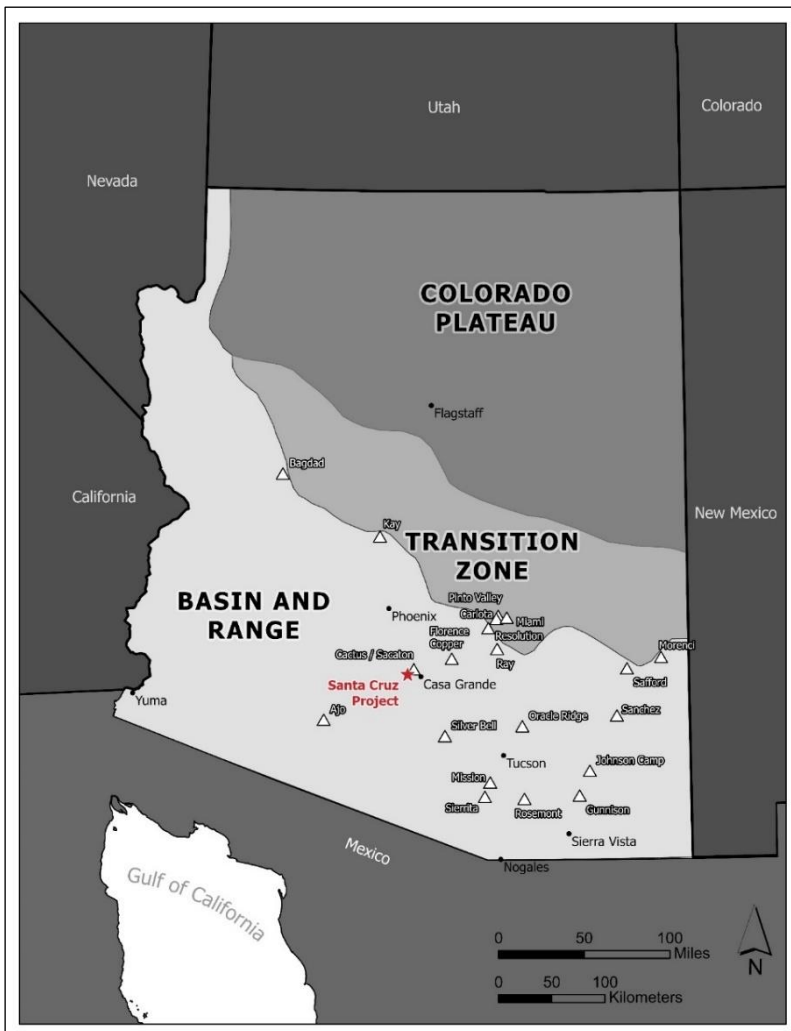 Utah
Colorado
Nevada
COLORADO
PLATEAU
Flagstaff
Bagdad
California
New Mexico
Kay
TRANSITION
ZONE
BASIN AND
RANGE
Pinto Valley
Phoenix
Carlota
Miami
Florence
Copper
Resolution
Ray
Morenci
Cactus / Sacaton
Safford
Santa Cruz
Project
Casa Grande
Yuma
Ajo
Sanchez
Silver Bell
Oracle Ridge
Tucson
Johnson Camp
Mission
Sierrita
Rosemont
Gunnison
Sierra Vista
Mexico
Nogales
Gulf of California
0 50 100
Miles
0 50 100
Kilometers
N